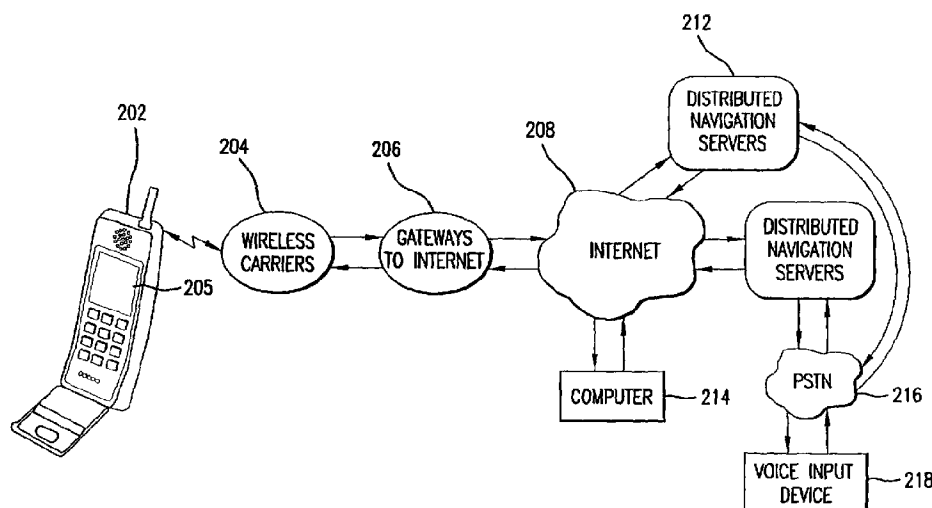 212
DISTRIBUTED
NAVIGATION
SERVERS
202
204
206
208
WIRELESS
CARRIERS
GATEWAYS
TO INTERNET
INTERNET
DISTRIBUTED
NAVIGATION
SERVERS
205
COMPUTER
214
PSTN
216
VOICE INPUT
DEVICE
218